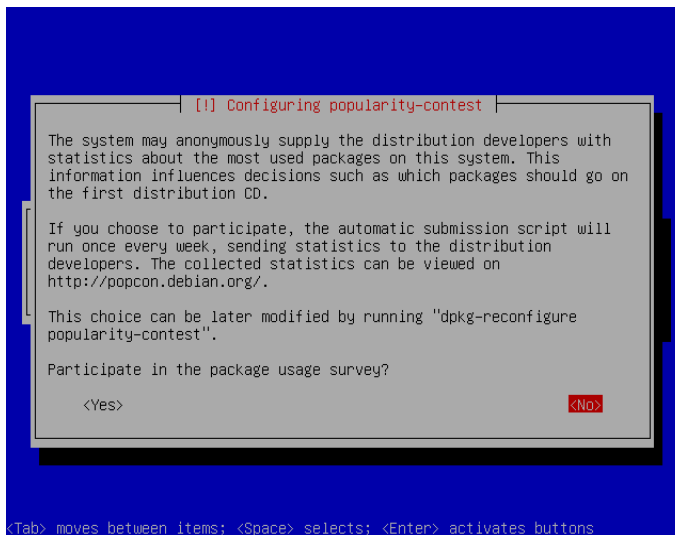 [!] Configuring popularity-contest
The system may anonymously supply the distribution developers with
statistics about the most used packages on this system. This
information influences decisions such as which packages should go on
the first distribution CD.
If you choose to participate, the automatic submission script will
run once every week, sending statistics to the distribution
developers. The collected statistics can be viewed on
http://popcon.debian.org/.
This choice can be later modified by running "dpkg-reconfigure
popularity-contest".
Participate in the package usage survey?
<Yes> <No>
<Tab> moves between items; <Space> selects; <Enter> activates buttons